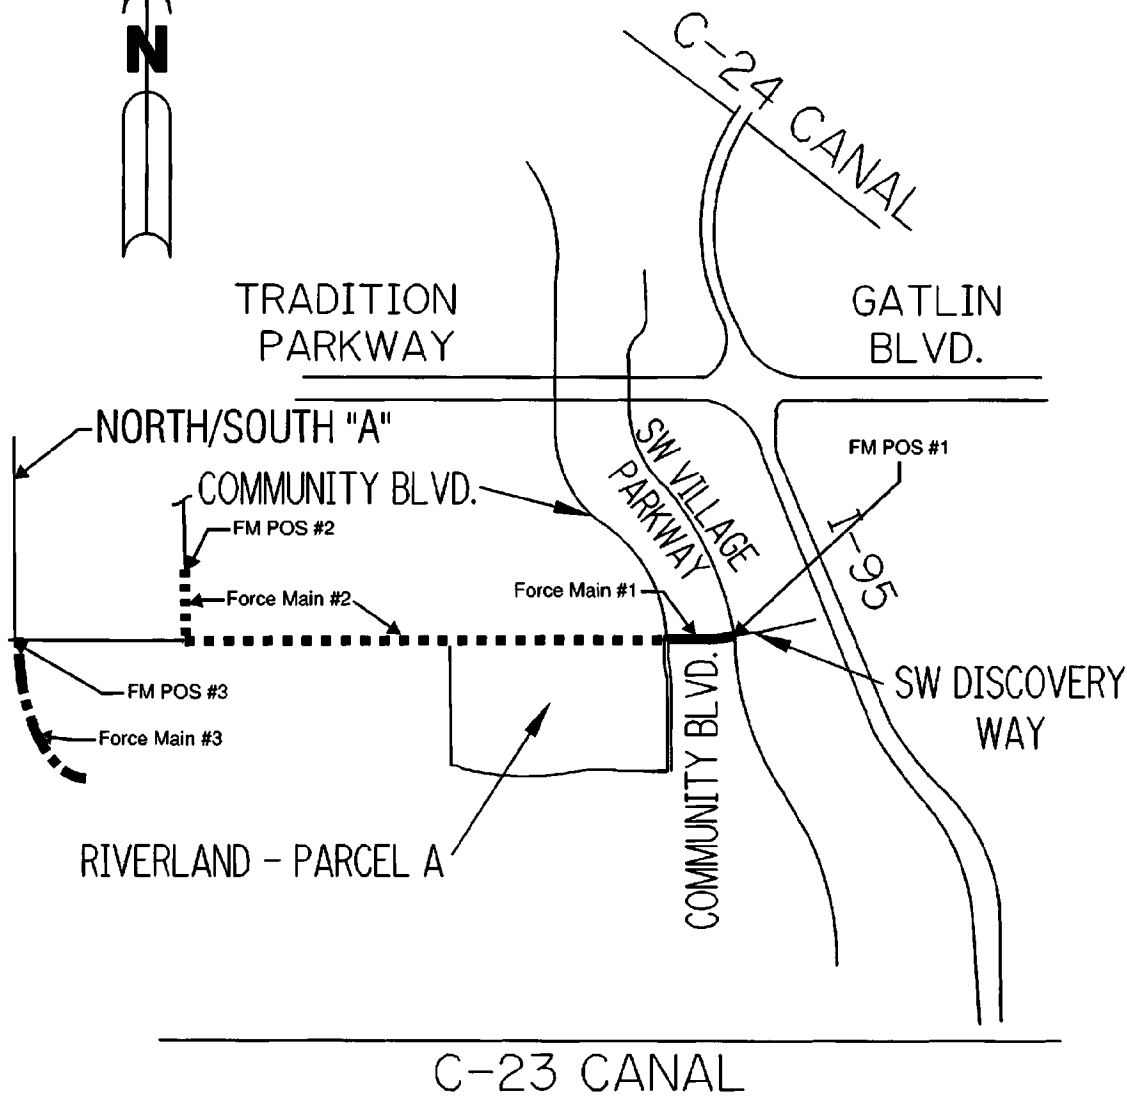 N
C-24 CANAL
TRADITION
PARKWAY
GATLIN
BLVD.
NORTH/SOUTH "A"
SW VILLAGE
PARKWAY
FM POS #1
COMMUNITY BLVD.
FM POS #2
I-95
Force Main #2
Force Main #1
FM POS #3
SW DISCOVERY
WAY
Force Main #3
COMMUNITY BLVD.
RIVERLAND - PARCEL A
C-23 CANAL